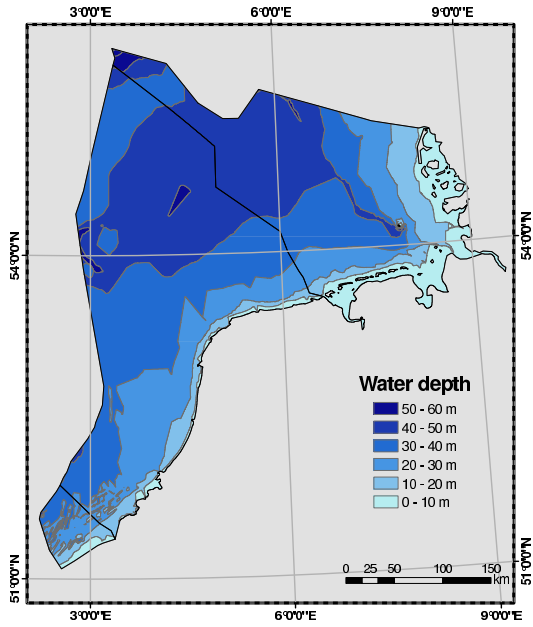 3°0'0"E 6°0'0"E 9°0'0"E
54°0'0"N 54°0'0"N
Water depth
50 - 60 m
40 - 50 m
30 - 40 m
20 - 30 m
10 - 20 m
0 - 10 m
0 25 50 100 150
km
51°0'0"N 51°0'0"N
3°0'0"E 6°0'0"E 9°0'0"E